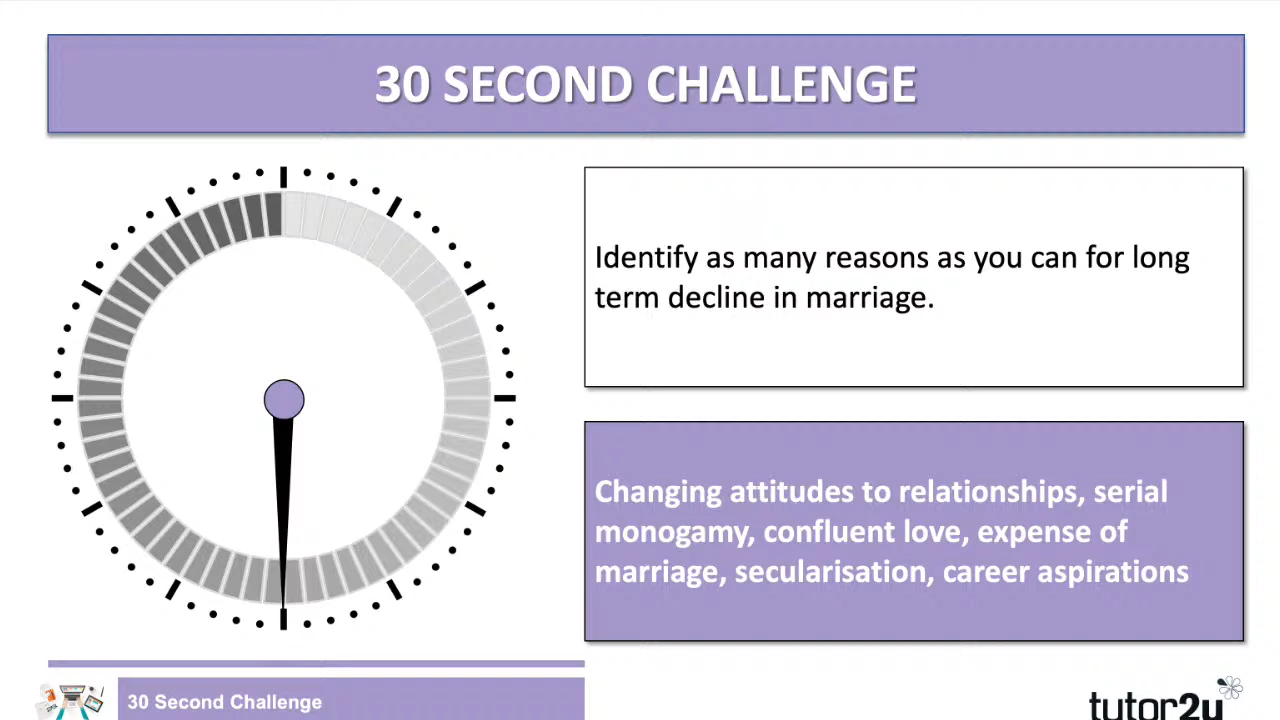 30 SECOND CHALLENGE
Identify as many reasons as you can for long
term decline in marriage.
Changing attitudes to relationships, serial
monogamy, confluent love, expense of
marriage, secularisation, career aspirations
30 Second Challenge
tutor2u